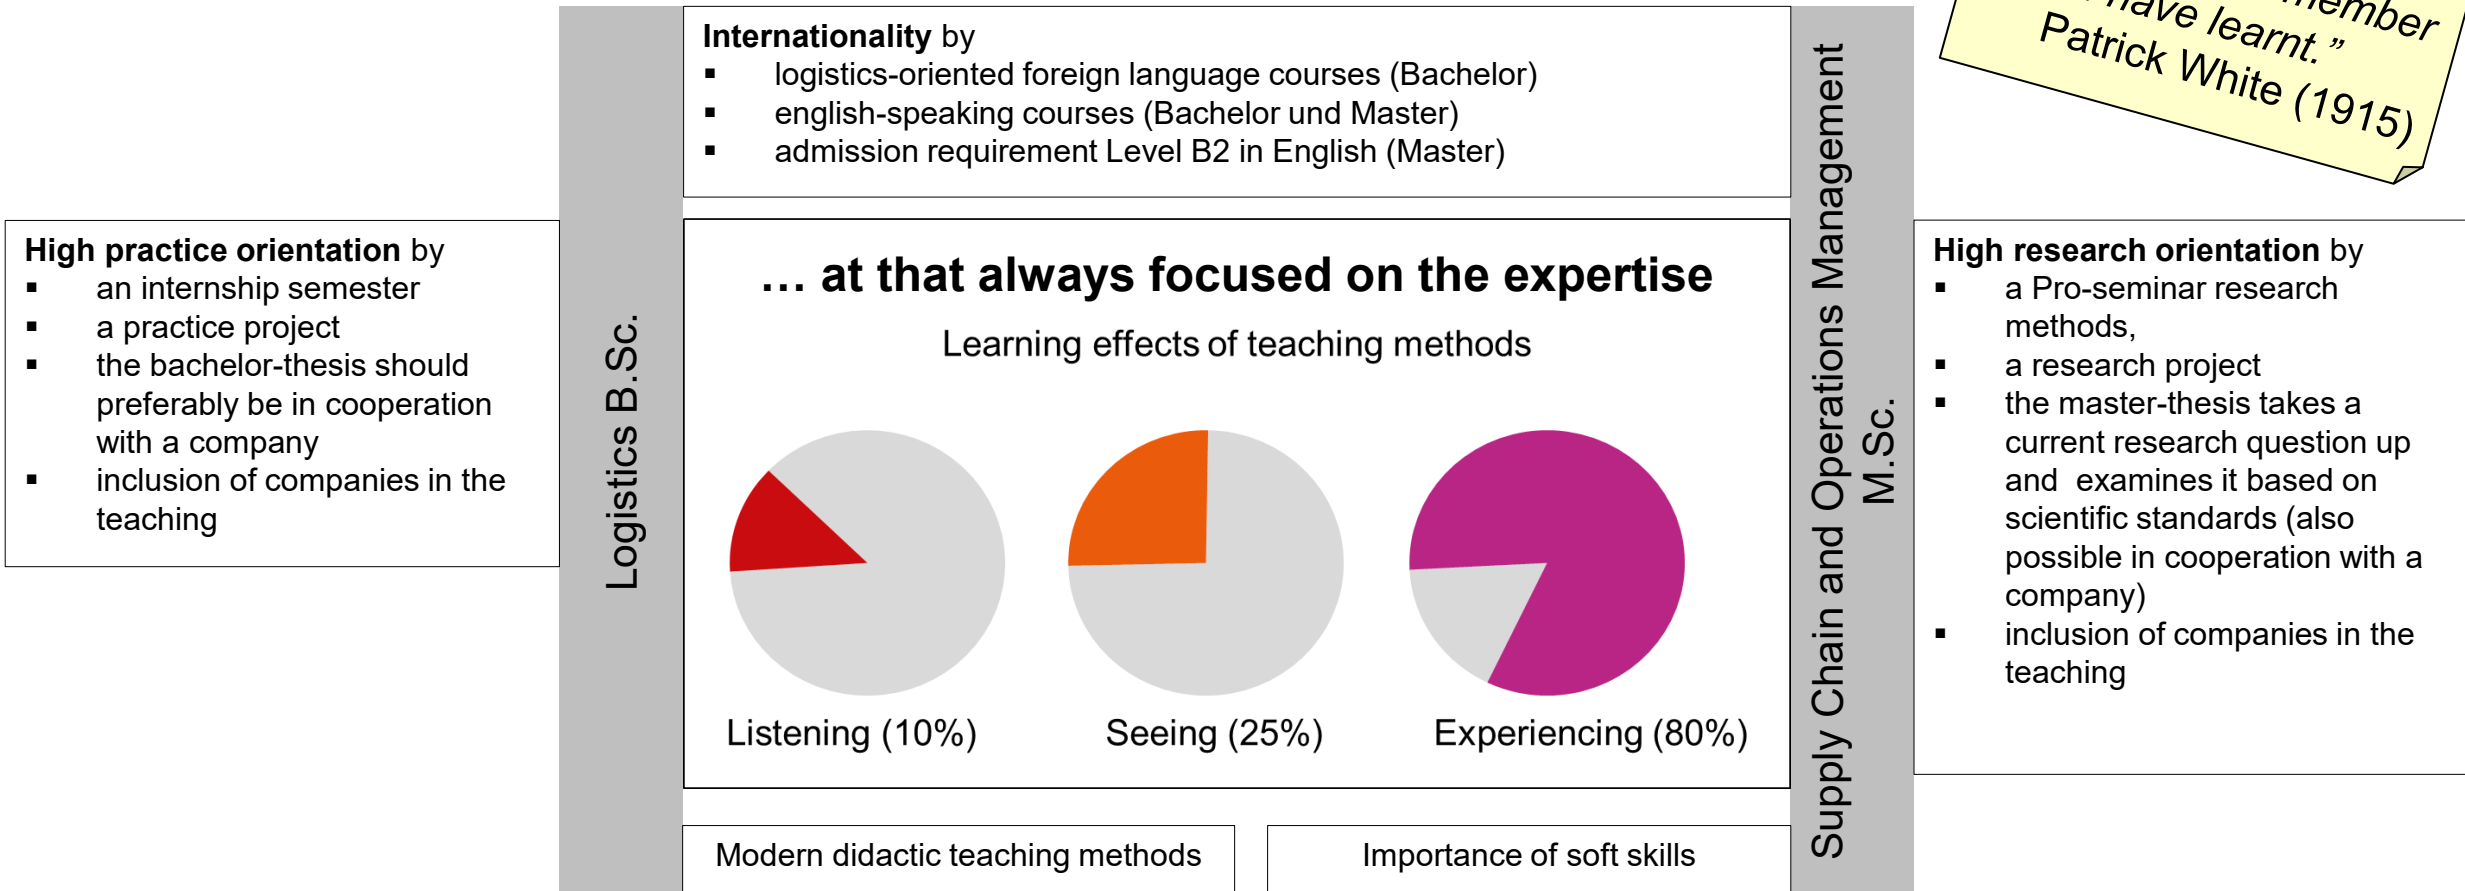 Internationality by
▪ logistics-oriented foreign language courses (Bachelor)
▪ english-speaking courses (Bachelor und Master)
▪ admission requirement Level B2 in English (Master)
have learnt.”
Patrick White (1915)
High practice orientation by
▪ an internship semester
▪ a practice project
▪ the bachelor-thesis should
preferably be in cooperation
with a company
▪ inclusion of companies in the
teaching
Logistics B.Sc.
… at that always focused on the expertise
Learning effects of teaching methods
Listening (10%)
Seeing (25%)
Experiencing (80%)
Supply Chain and Operations Management
M.Sc.
High research orientation by
▪ a Pro-seminar research
methods,
▪ a research project
▪ the master-thesis takes a
current research question up
and  examines it based on
scientific standards (also
possible in cooperation with a
company)
▪ inclusion of companies in the
teaching
Modern didactic teaching methods
Importance of soft skills